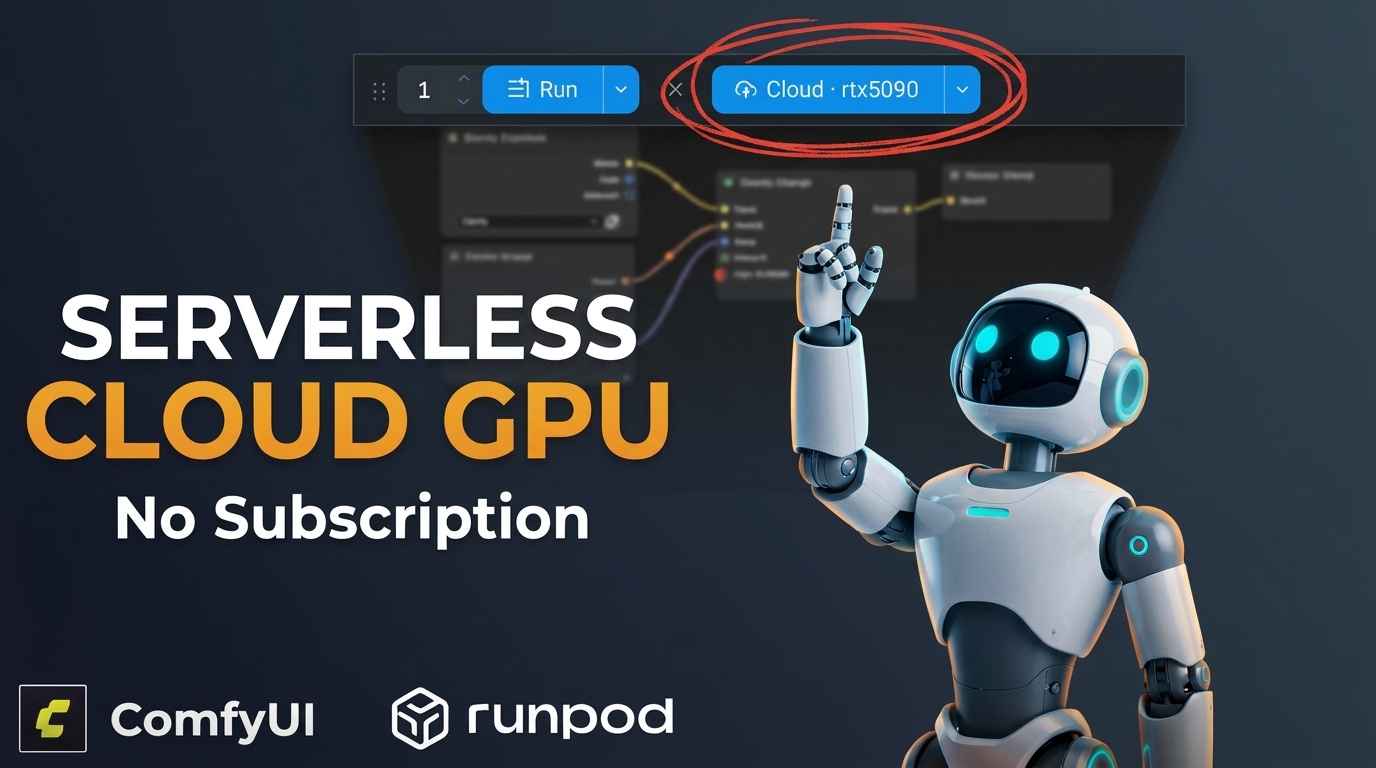 1
Run
Cloud · rtx5090
SERVERLESS
CLOUD GPU
No Subscription
ComfyUI
runpod